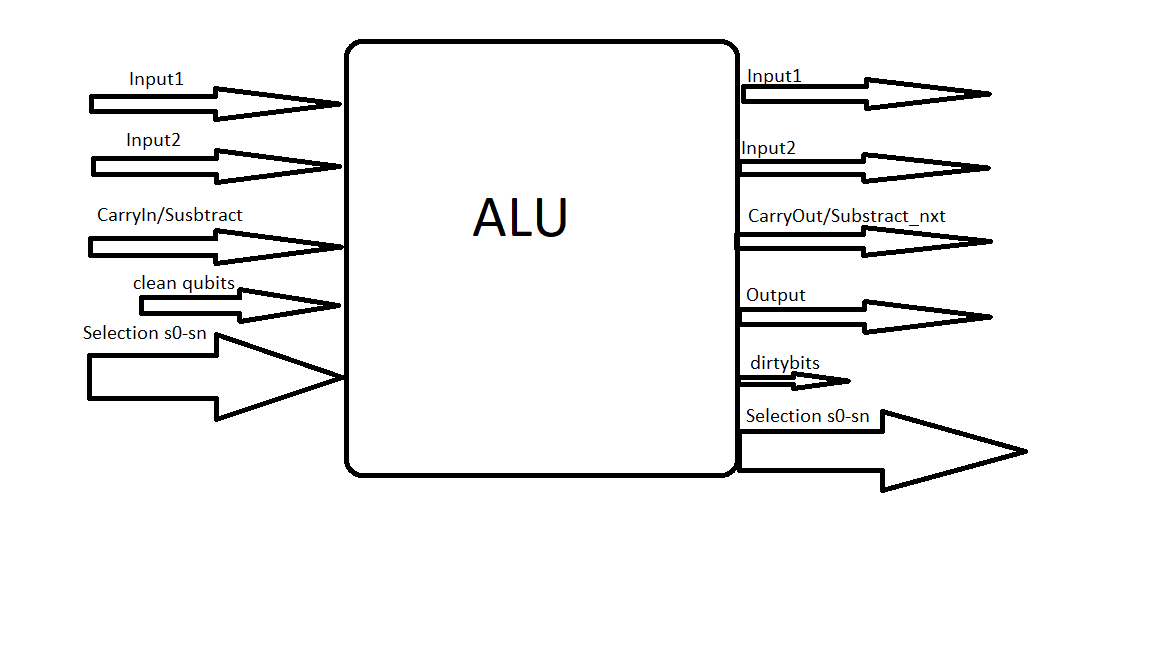 Input1
Input2
CarryIn/Susbtract
clean qubits
Selection s0-sn
ALU
Input1
Input2
CarryOut/Substract_nxt
Output
dirtybits
Selection s0-sn